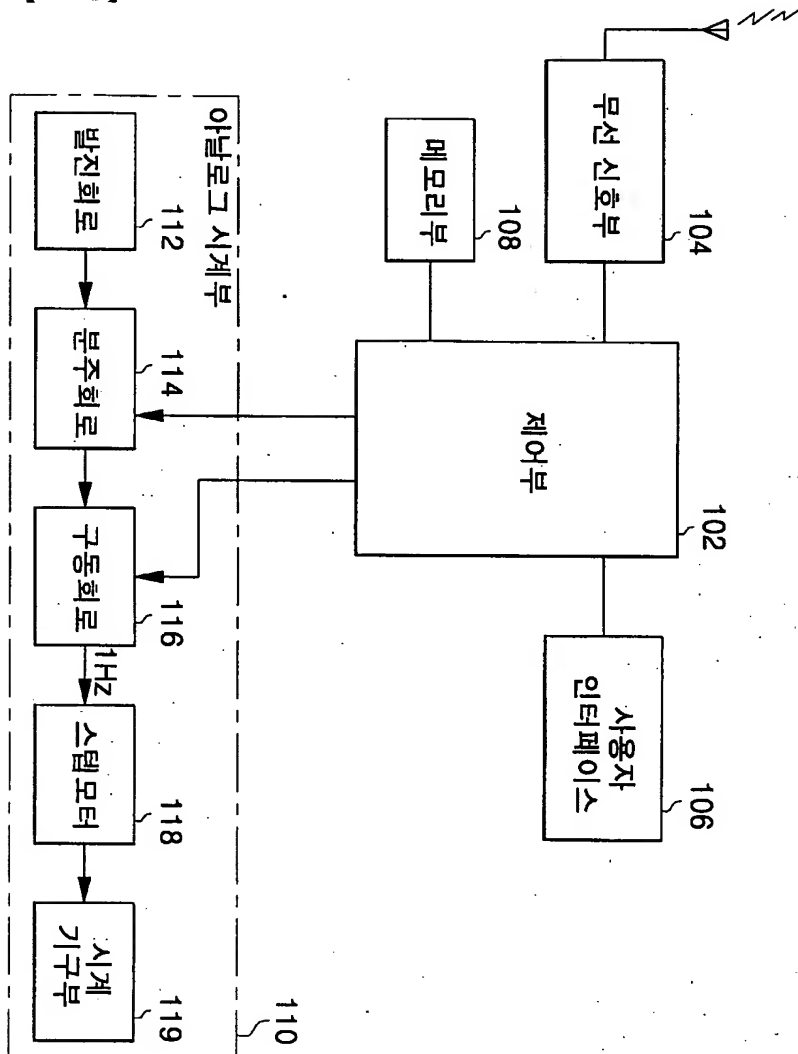 무선 신호부
104
메모리부
108
제어부
102
사용자
인터페이스
106
아날로그 시계부
110
발진회로
112
분주회로
114
구동회로
116
1Hz
스텝모터
118
시계
기구부
119